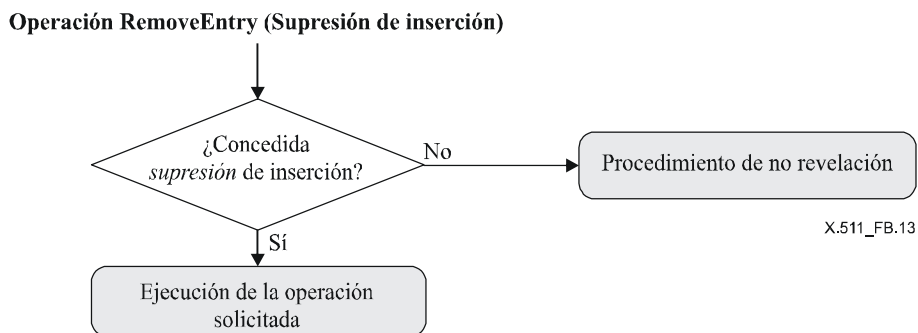 Operación RemoveEntry (Supresión de inserción)
¿Concedida
supresión de inserción?
No
Procedimiento de no revelación
X.511_FB.13
Sí
Ejecución de la operación
solicitada